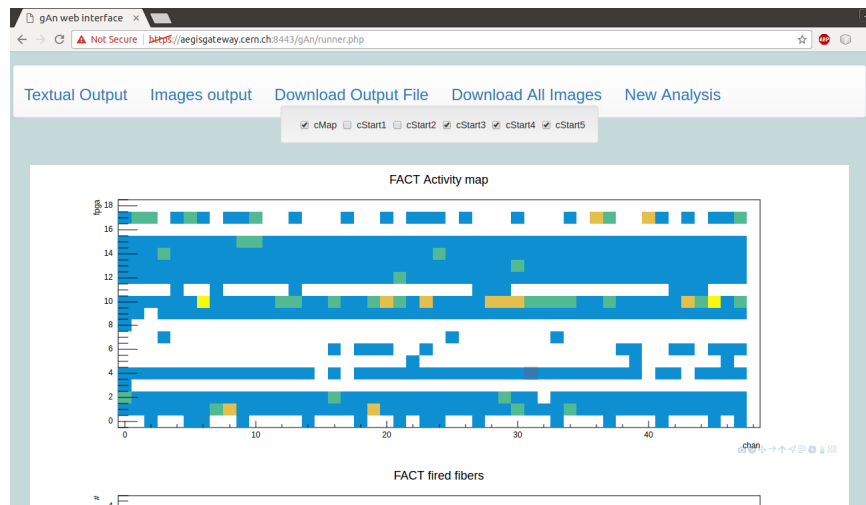 gAn web interface ×
Not Secure | https://aegisgateway.cern.ch:8443/gAn/runner.php
ABP
Textual Output Images output Download Output File Download All Images New Analysis
cMap cStart1 cStart2 cStart3 cStart4 cStart5
FACT Activity map
fpga
18
16
14
12
10
8
6
4
2
0
0 10 20 30 40
chan
FACT fired fibers
#
4